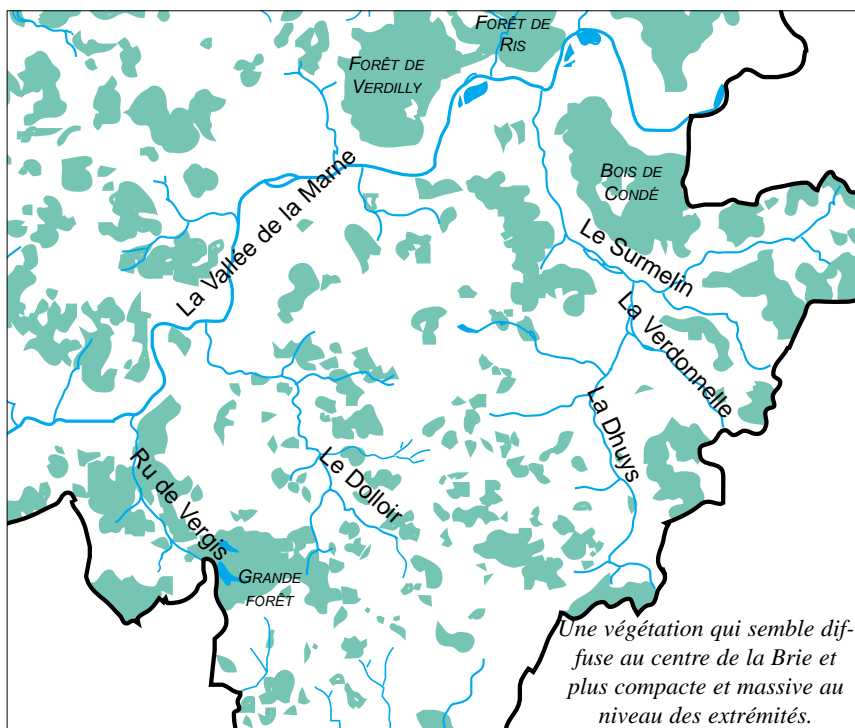 FORÊT DE
RIS
FORÊT DE
VERDILLY
BOIS DE
CONDÉ
La Vallée de la Marne
Le Surmelin
La Verdonnelle
La Dhuys
Le Dolloir
Ru de Vergis
GRANDE
FORÊT
Une végétation qui semble dif-
fuse au centre de la Brie et
plus compacte et massive au
niveau des extrémités.